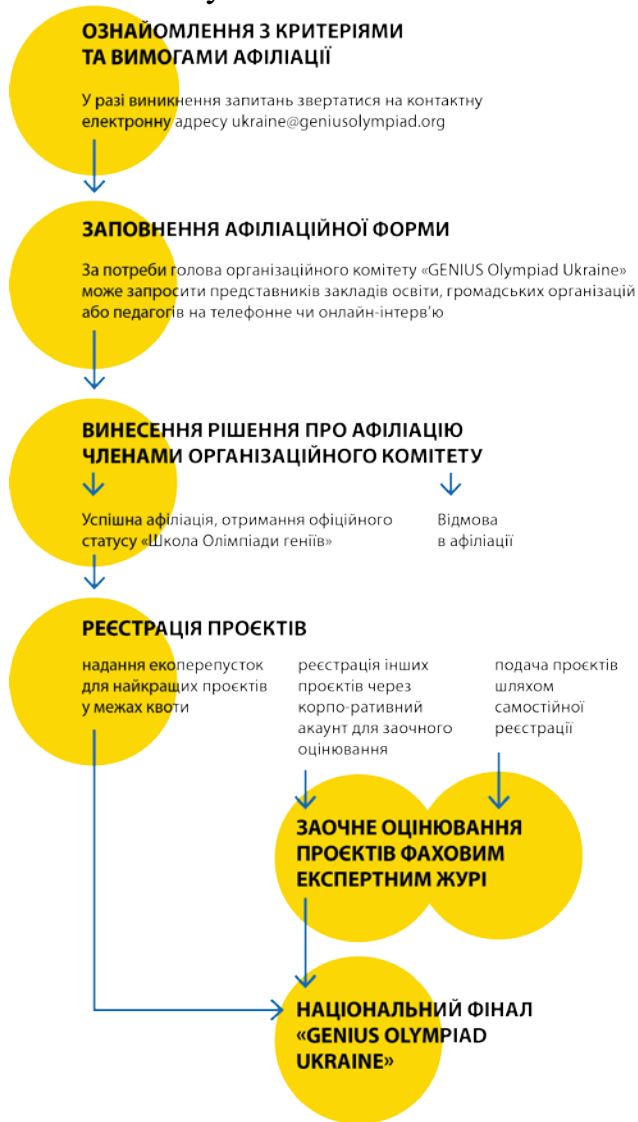 ОЗНАЙОМЛЕННЯ З КРИТЕРІЯМИ
ТА ВИМОГАМИ АФІЛІАЦІЇ
У разі виникнення запитань звертатися на контактну
електронну адресу ukraine@geniusolympiad.org
ЗАПОВНЕННЯ АФІЛІАЦІЙНОЇ ФОРМИ
За потреби голова організаційного комітету «GENIUS Olympiad Ukraine»
може запросити представників закладів освіти, громадських організацій
або педагогів на телефонне чи онлайн-інтерв’ю
ВИНЕСЕННЯ РІШЕННЯ ПРО АФІЛІАЦІЮ
ЧЛЕНАМИ ОРГАНІЗАЦІЙНОГО КОМІТЕТУ
Успішна афіліація, отримання офіційного
статусу «Школа Олімпіади геніїв»
Відмова
в афіліації
РЕЄСТРАЦІЯ ПРОЄКТІВ
надання екоперепусток
для найкращих проєктів
у межах квоти
реєстрація інших
проєктів через
корпо-ративний
акаунт для заочного
оцінювання
подача проєктів
шляхом
самостійної
реєстрації
ЗАОЧНЕ ОЦІНЮВАННЯ
ПРОЄКТІВ ФАХОВИМ
ЕКСПЕРТНИМ ЖУРІ
НАЦІОНАЛЬНИЙ ФІНАЛ
«GENIUS OLYMPIAD
UKRAINE»